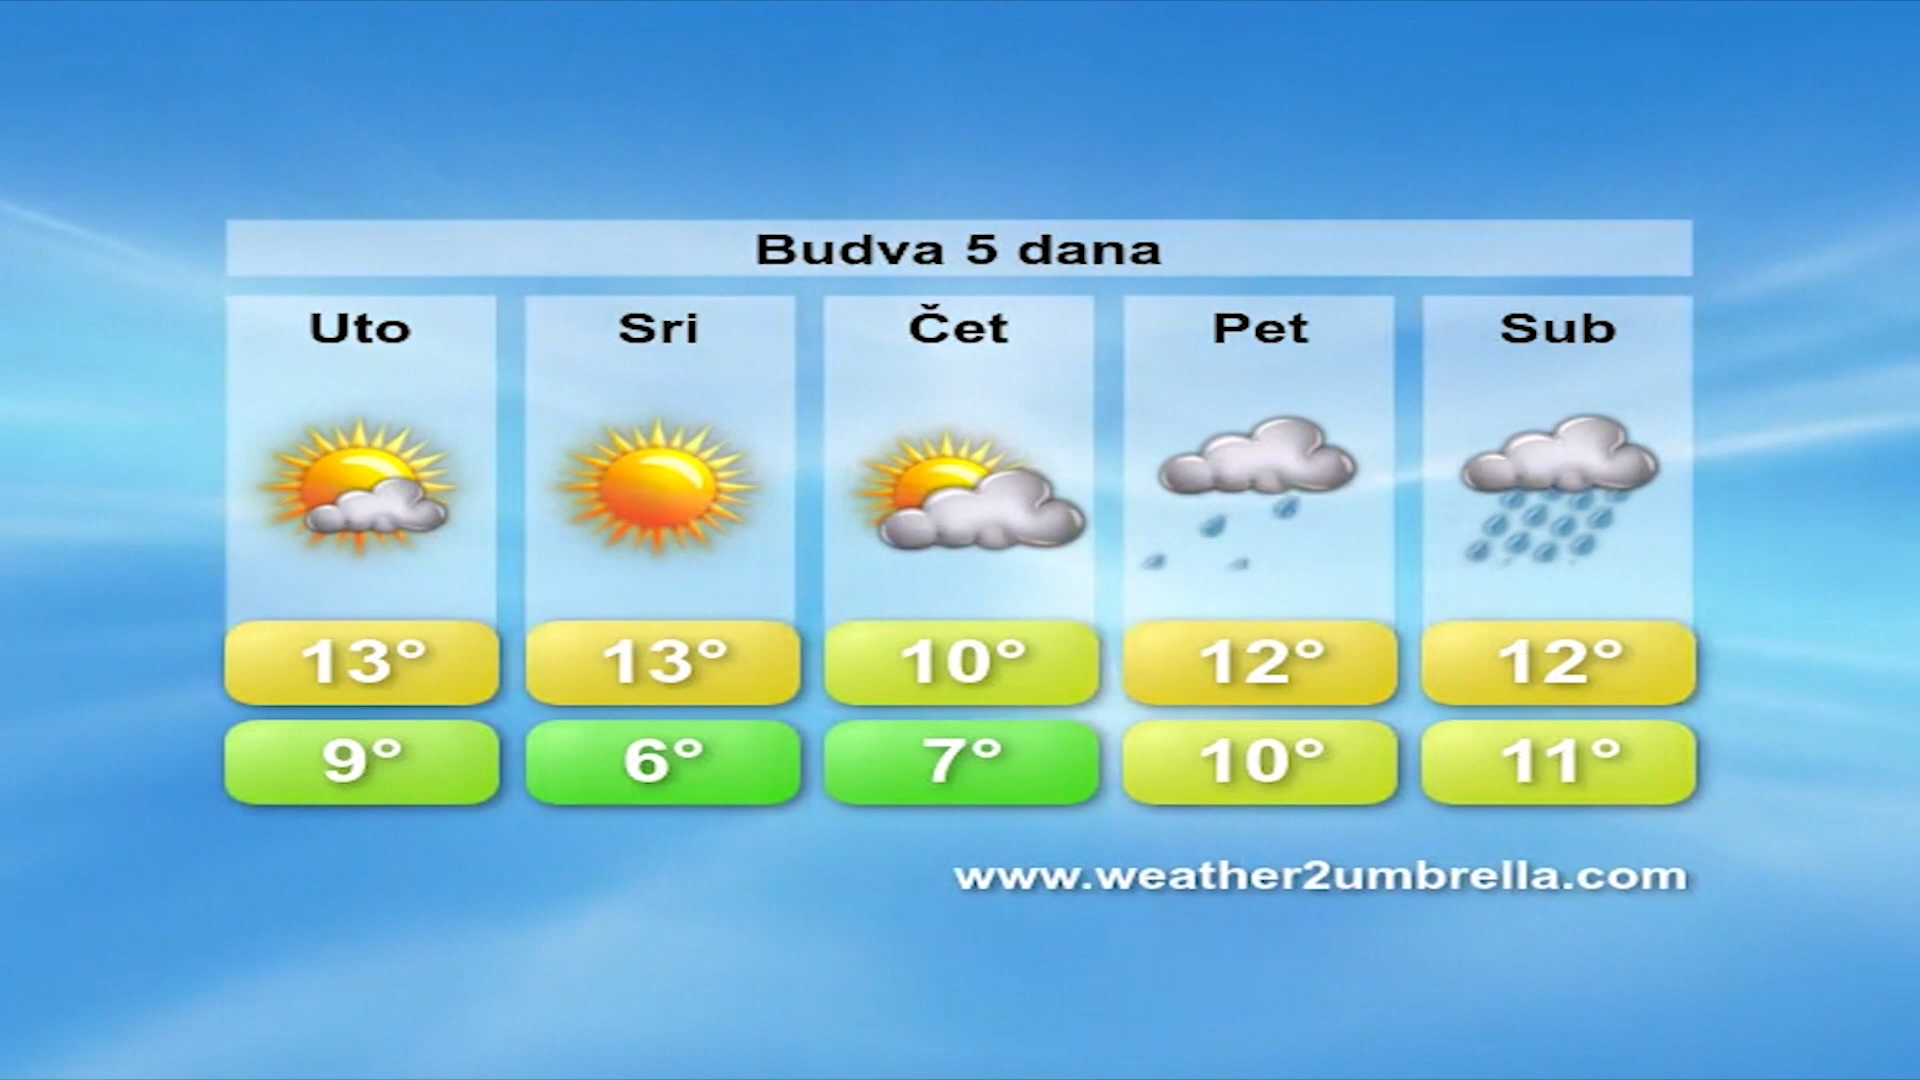 Budva 5 dana
Uto Sri Čet Pet Sub
13° 13° 10° 12° 12°
9° 6° 7° 10° 11°
www.weather2umbrella.com